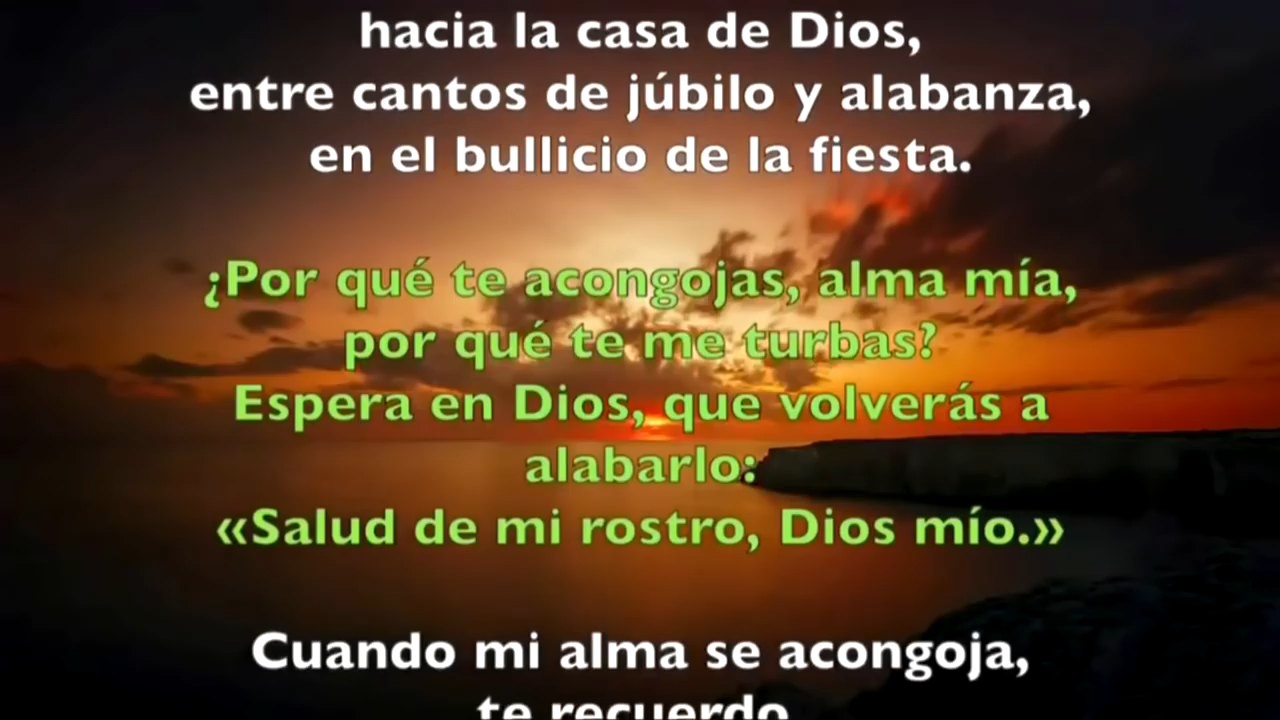 hacia la casa de Dios,
entre cantos de júbilo y alabanza,
en el bullicio de la fiesta.
¿Por qué te acongojas, alma mía,
por qué te me turbas?
Espera en Dios, que volverás a
alabarlo:
«Salud de mi rostro, Dios mío.»
Cuando mi alma se acongoja,
te recuerdo